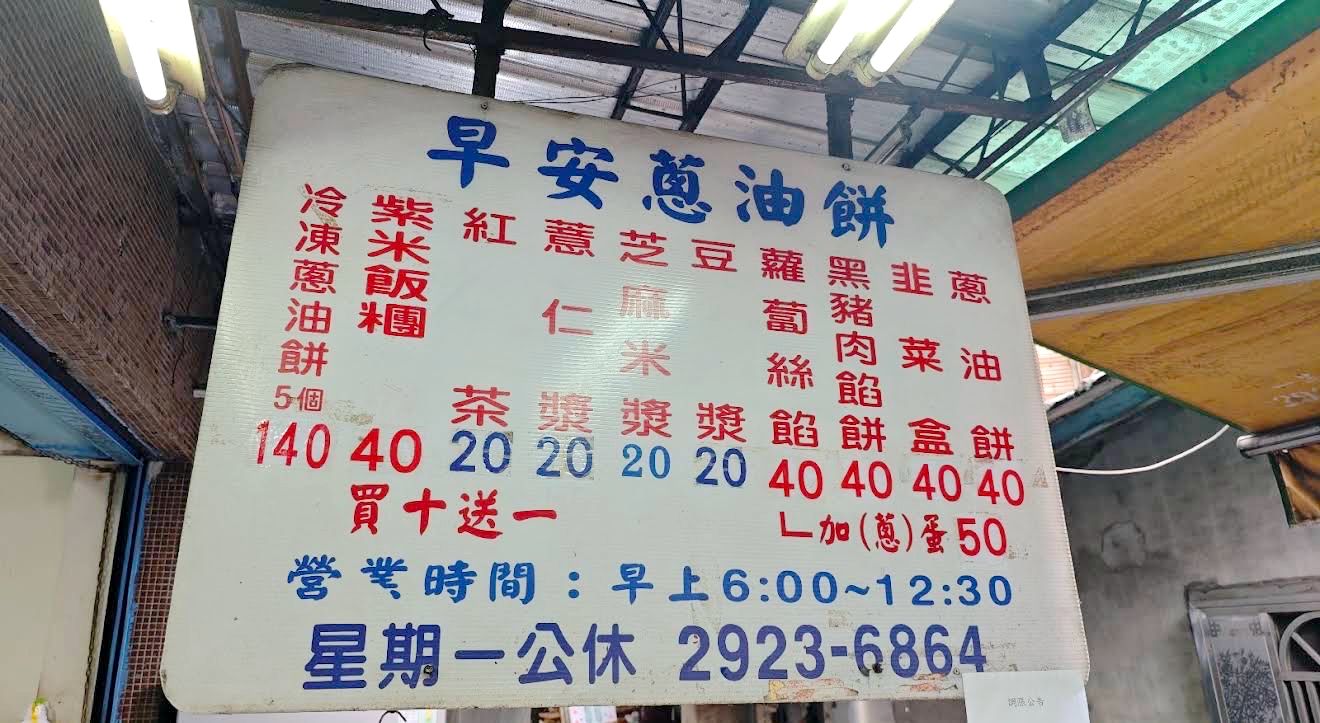 早安蔥油餅
蔥油餅 40
韭菜盒 40
黑豬肉餡餅 40
蘿蔔絲餡餅 40
豆漿 20
芝麻米漿 20
薏仁漿 20
紅茶 20
紫米飯糰 40
冷凍蔥油餅5個 140
加(蔥)蛋50
買十送一
營業時間：早上6:00~12:30
星期一公休 2923-6864